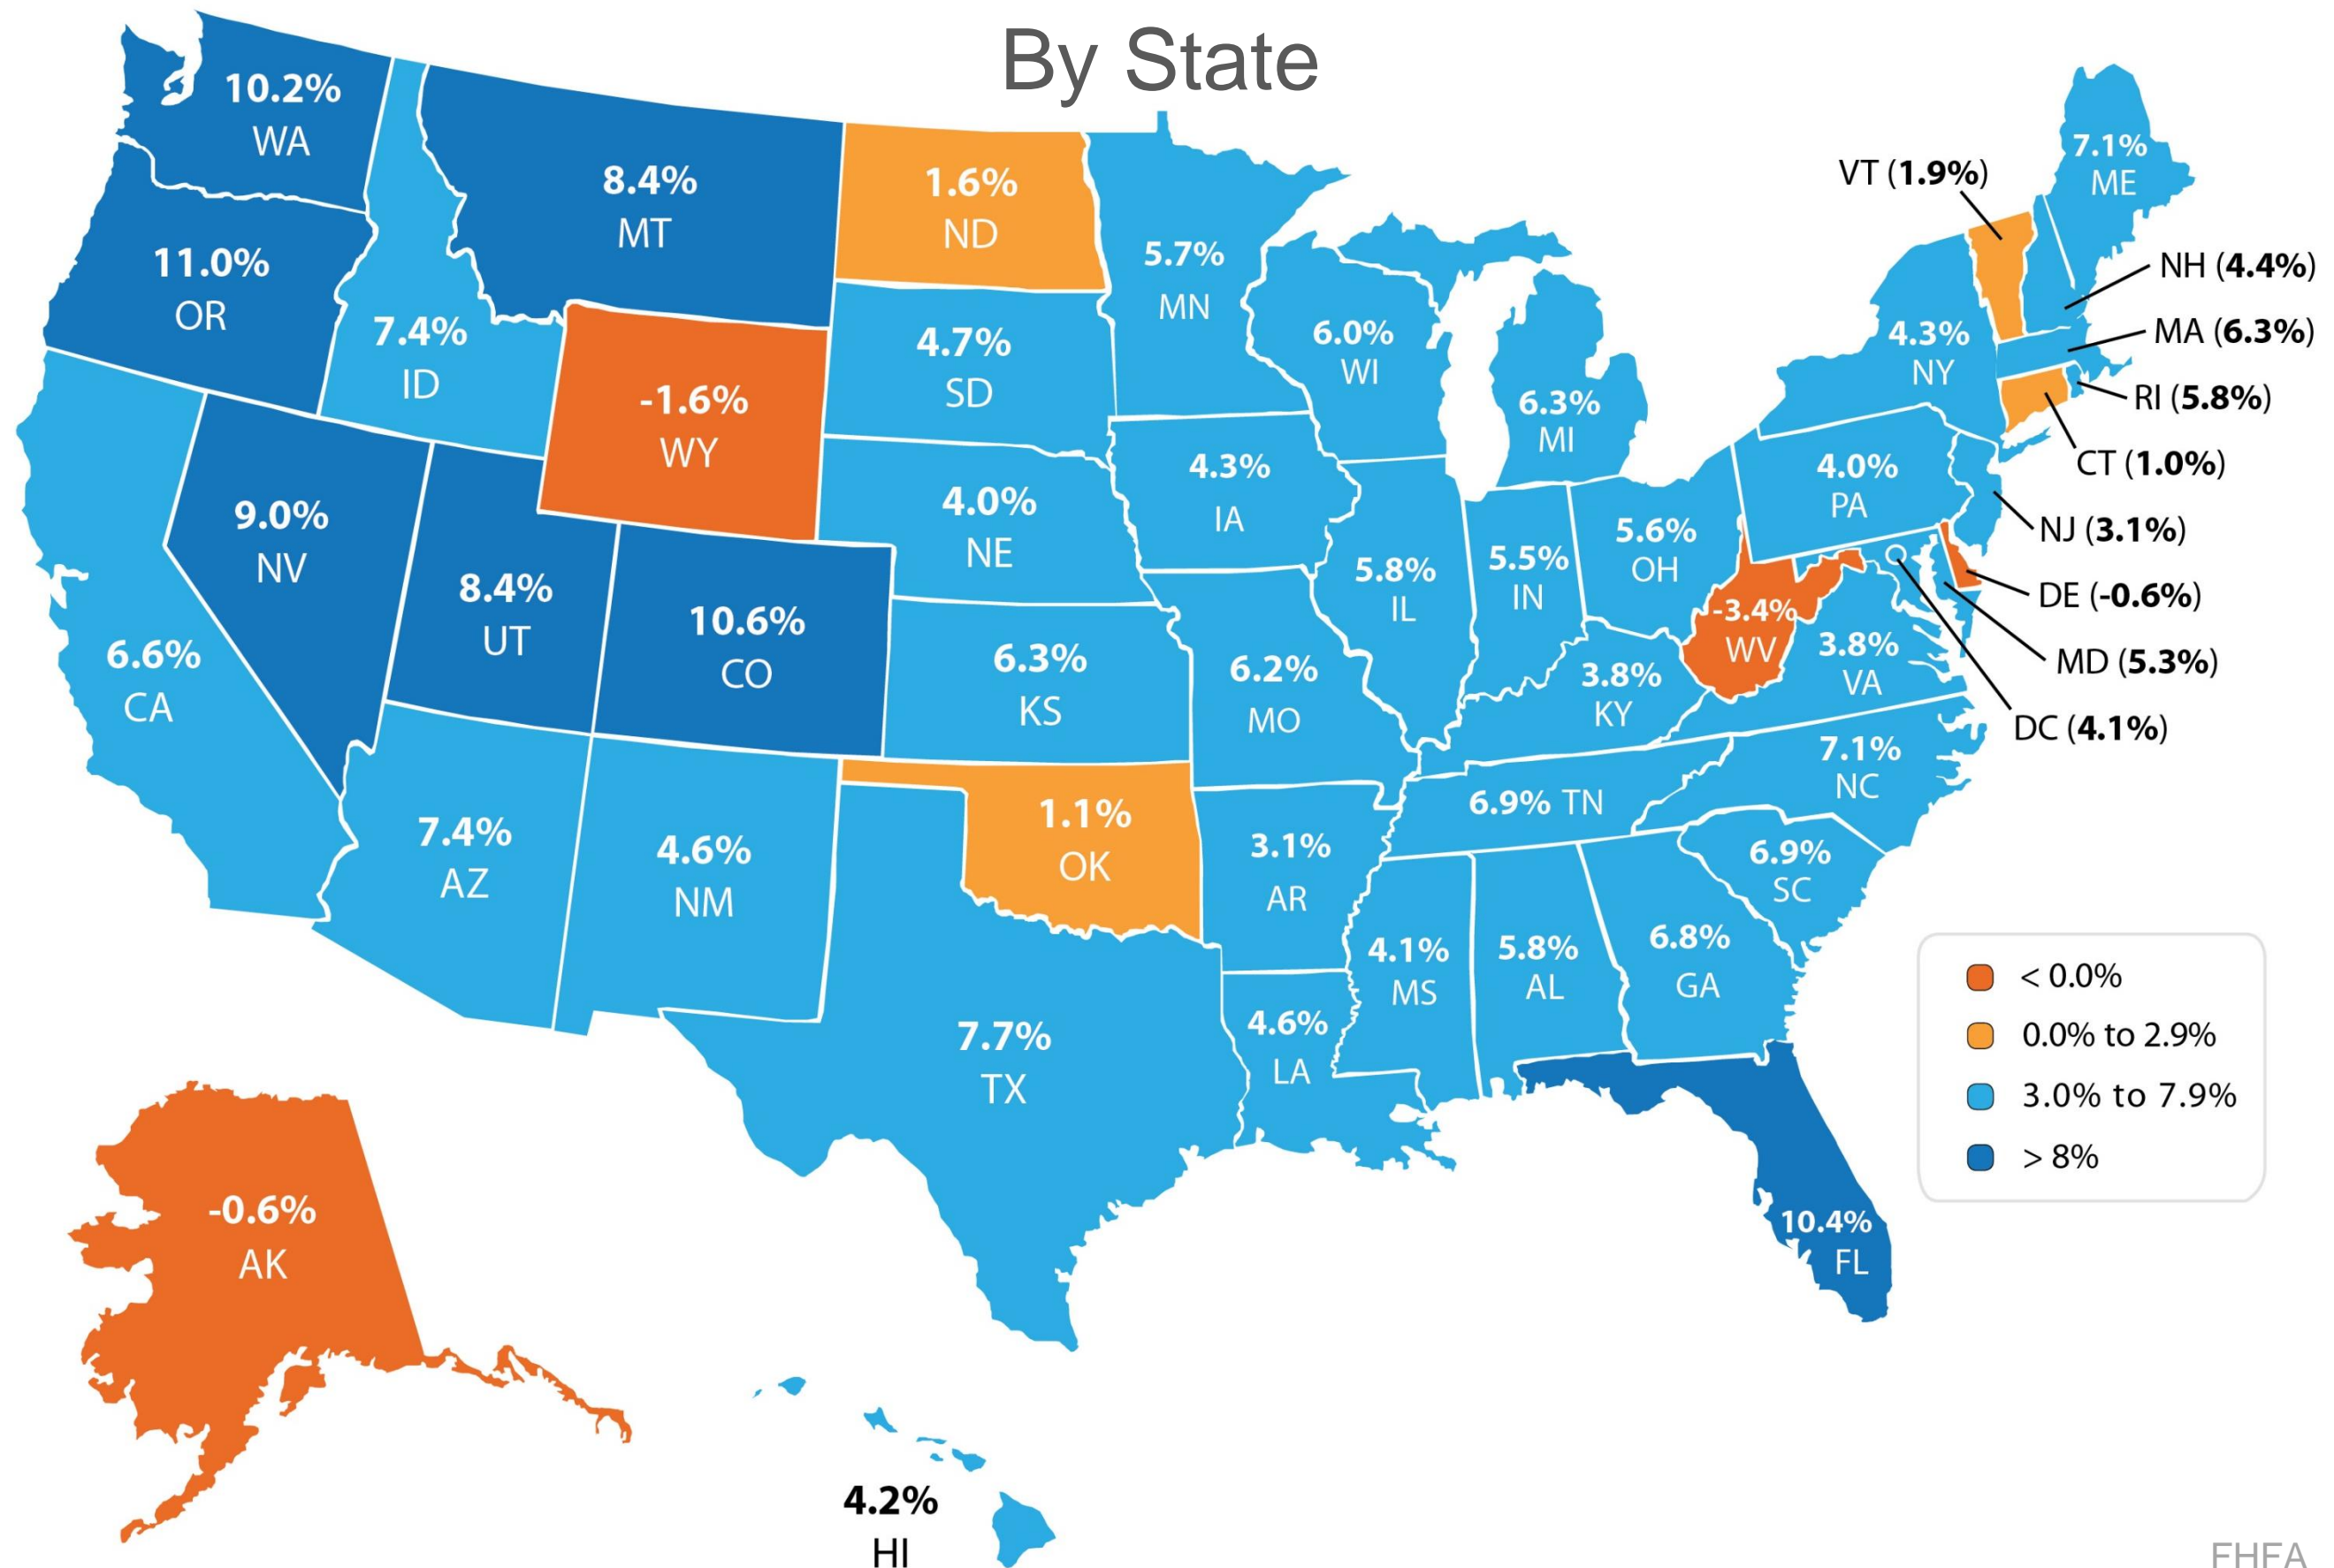 By State
10.2%
WA
11.0%
OR
7.4%
ID
8.4%
MT
1.6%
ND
5.7%
MN
4.7%
SD
-1.6%
WY
6.0%
WI
6.3%
MI
9.0%
NV
8.4%
UT
10.6%
CO
4.0%
NE
4.3%
IA
5.8%
IL
5.5%
IN
5.6%
OH
4.0%
PA
4.3%
NY
7.1%
ME
VT (1.9%)
NH (4.4%)
MA (6.3%)
RI (5.8%)
CT (1.0%)
NJ (3.1%)
DE (-0.6%)
MD (5.3%)
DC (4.1%)
6.6%
CA
6.3%
KS
6.2%
MO
3.8%
KY
-3.4%
WV
3.8%
VA
7.1%
NC
6.9% TN
6.9%
SC
7.4%
AZ
4.6%
NM
1.1%
OK
3.1%
AR
4.1%
MS
5.8%
AL
6.8%
GA
7.7%
TX
4.6%
LA
10.4%
FL
-0.6%
AK
4.2%
HI
< 0.0%
0.0% to 2.9%
3.0% to 7.9%
> 8%
FHFA